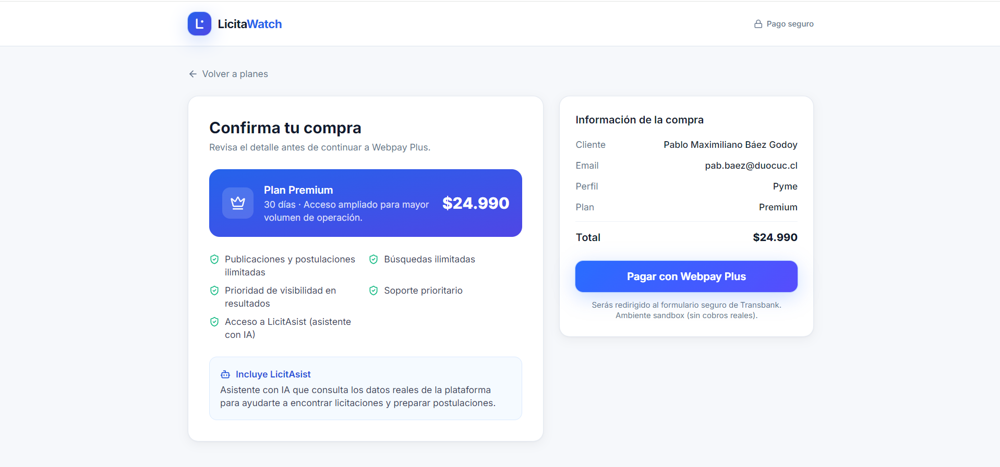 LicitaWatch
Pago seguro
Volver a planes
Confirma tu compra
Revisa el detalle antes de continuar a Webpay Plus.
Plan Premium
30 días · Acceso ampliado para mayor
volumen de operación.
$24.990
Publicaciones y postulaciones
ilimitadas
Búsquedas ilimitadas
Prioridad de visibilidad en
resultados
Soporte prioritario
Acceso a LicitAsist (asistente
con IA)
Incluye LicitAsist
Asistente con IA que consulta los datos reales de la plataforma
para ayudarte a encontrar licitaciones y preparar postulaciones.
Información de la compra
Cliente Pablo Maximiliano Báez Godoy
Email pab.baez@duocuc.cl
Perfil Pyme
Plan Premium
Total $24.990
Pagar con Webpay Plus
Serás redirigido al formulario seguro de Transbank.
Ambiente sandbox (sin cobros reales).